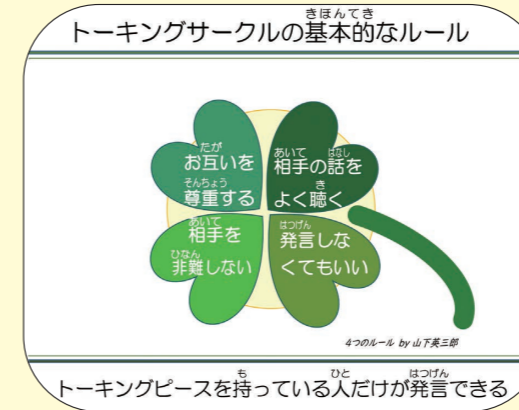 トーキングサークルの基本的なルール
お互いを
尊重する
相手の話を
よく聴く
相手を
非難しない
発言しな
くてもいい
4つのルール by 山下英三郎
トーキングピースを持っている人だけが発言できる